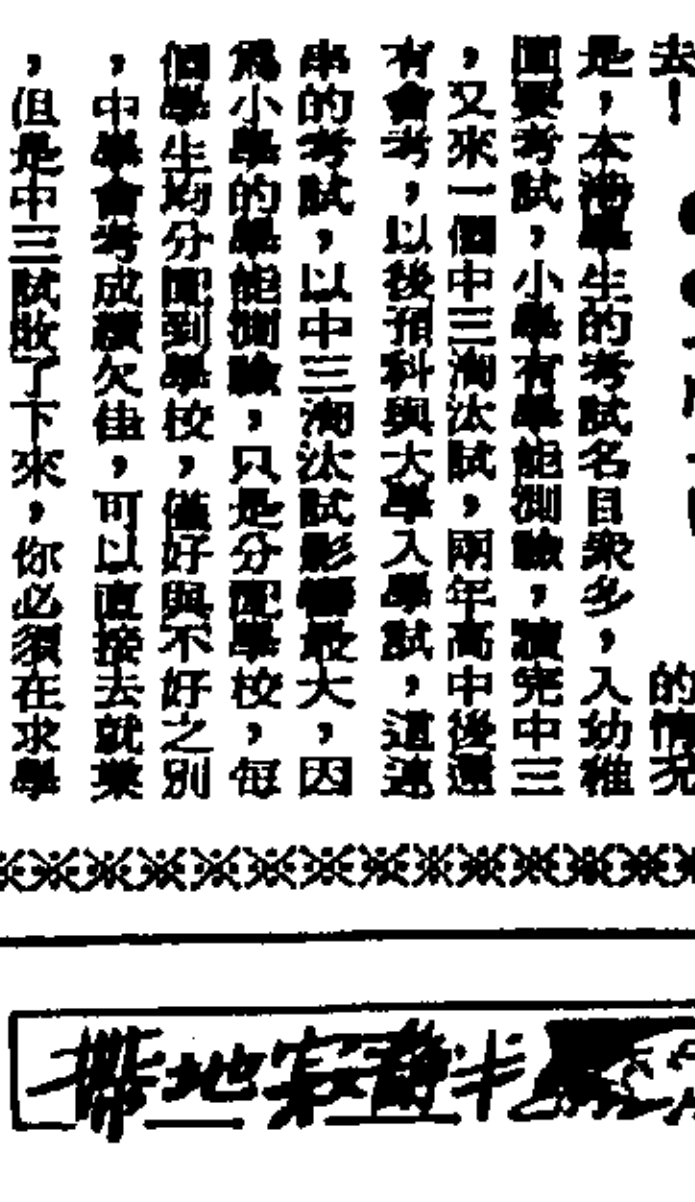 去！
的情況
是，本港學生的考試名目衆多，入幼稚
園要考試，小學有學能測驗，讀完中三
，又來一個中三淘汰試，兩年高中後還
有會考，以後預科與大學入學試，這連
串的考試，以中三淘汰試影響最大，因
爲小學的學能測驗，只是分配學校，每
個學生均分配到學校，僅好與不好之別
，中學會考成績欠佳，可以直接去就業
，但是中三試敗了下來，你必須在求學
地寂靜半